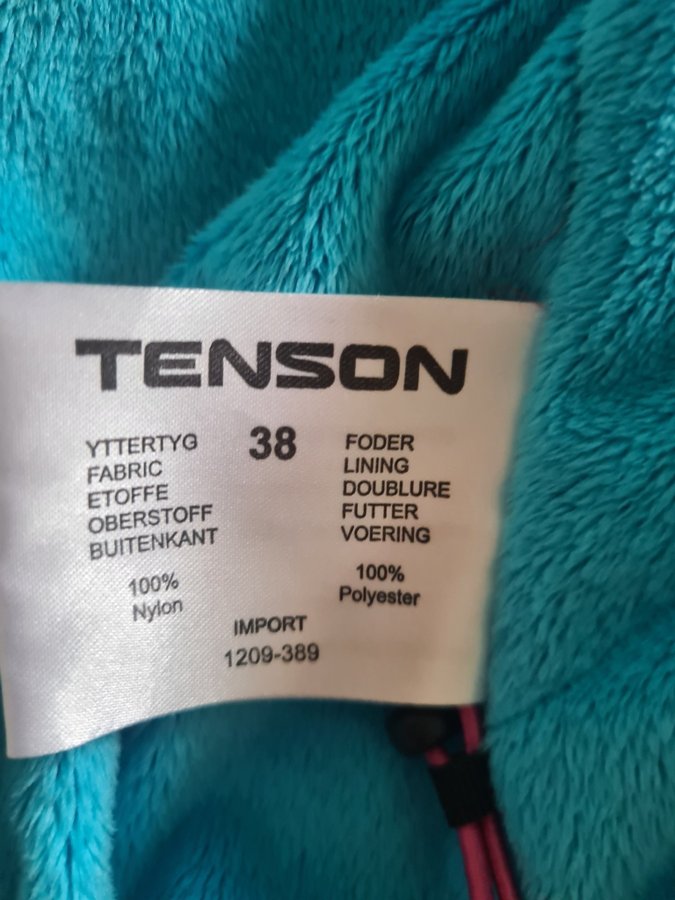 TENSON
38
YTTERTYG
FABRIC
ETOFFE
OBERSTOFF
BUITENKANT
100%
Nylon
FODER
LINING
DOUBLURE
FUTTER
VOERING
100%
Polyester
IMPORT
1209-389